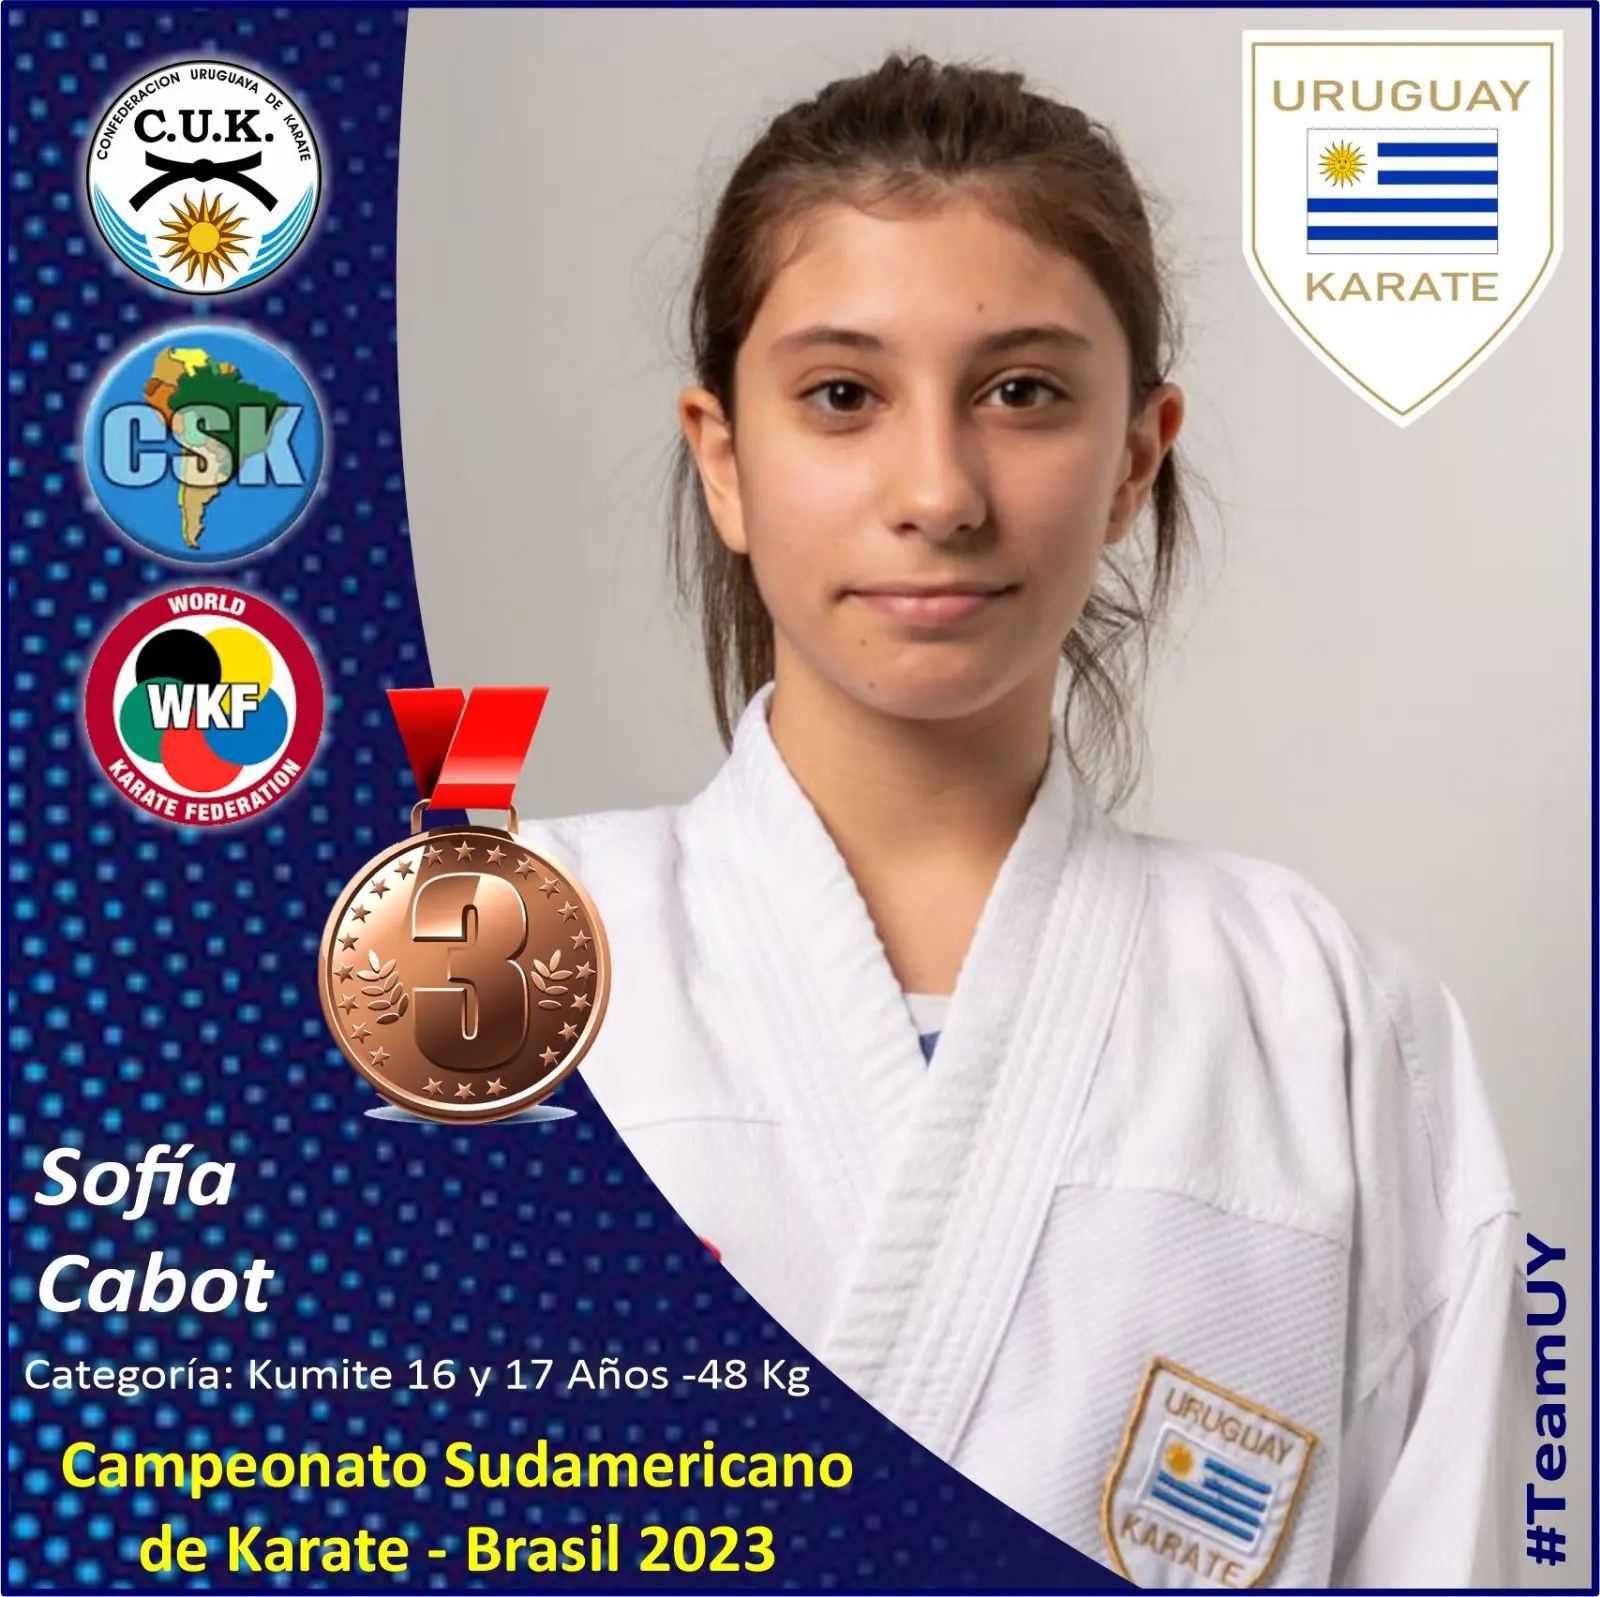 CONFEDERACION URUGUAYA DE KARATE
C.U.K.
CSK
WORLD
WKF
KARATE FEDERATION
URUGUAY
KARATE
3
Sofía
Cabot
Categoría: Kumite 16 y 17 Años -48 Kg
Campeonato Sudamericano
de Karate - Brasil 2023
URUGUAY
KARATE
#TeamUY